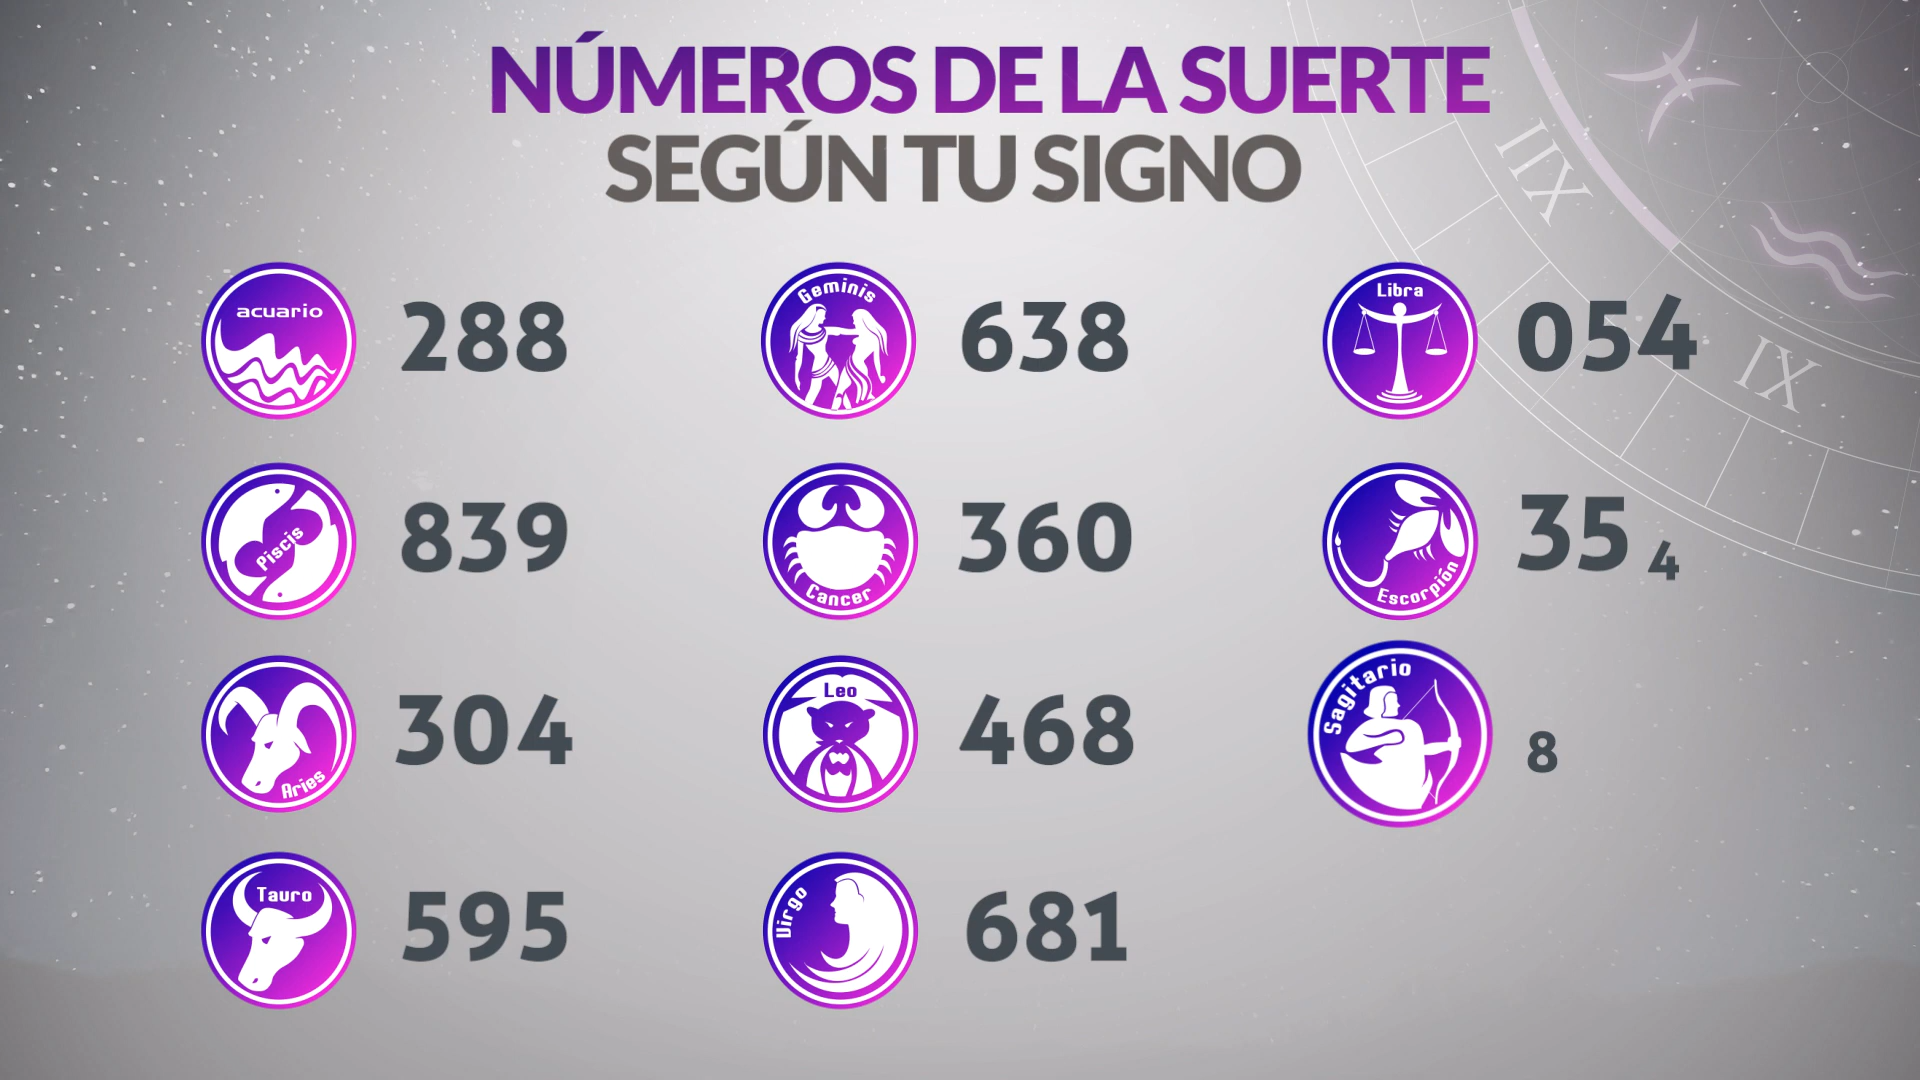 NÚMEROS DE LA SUERTE
SEGÚN TU SIGNO
acuario 288
Geminis 638
Libra 054
Piscis 839
Cancer 360
Escorpión 35 4
Aries 304
Leo 468
Sagitario 8
Tauro 595
Virgo 681
XII
XI